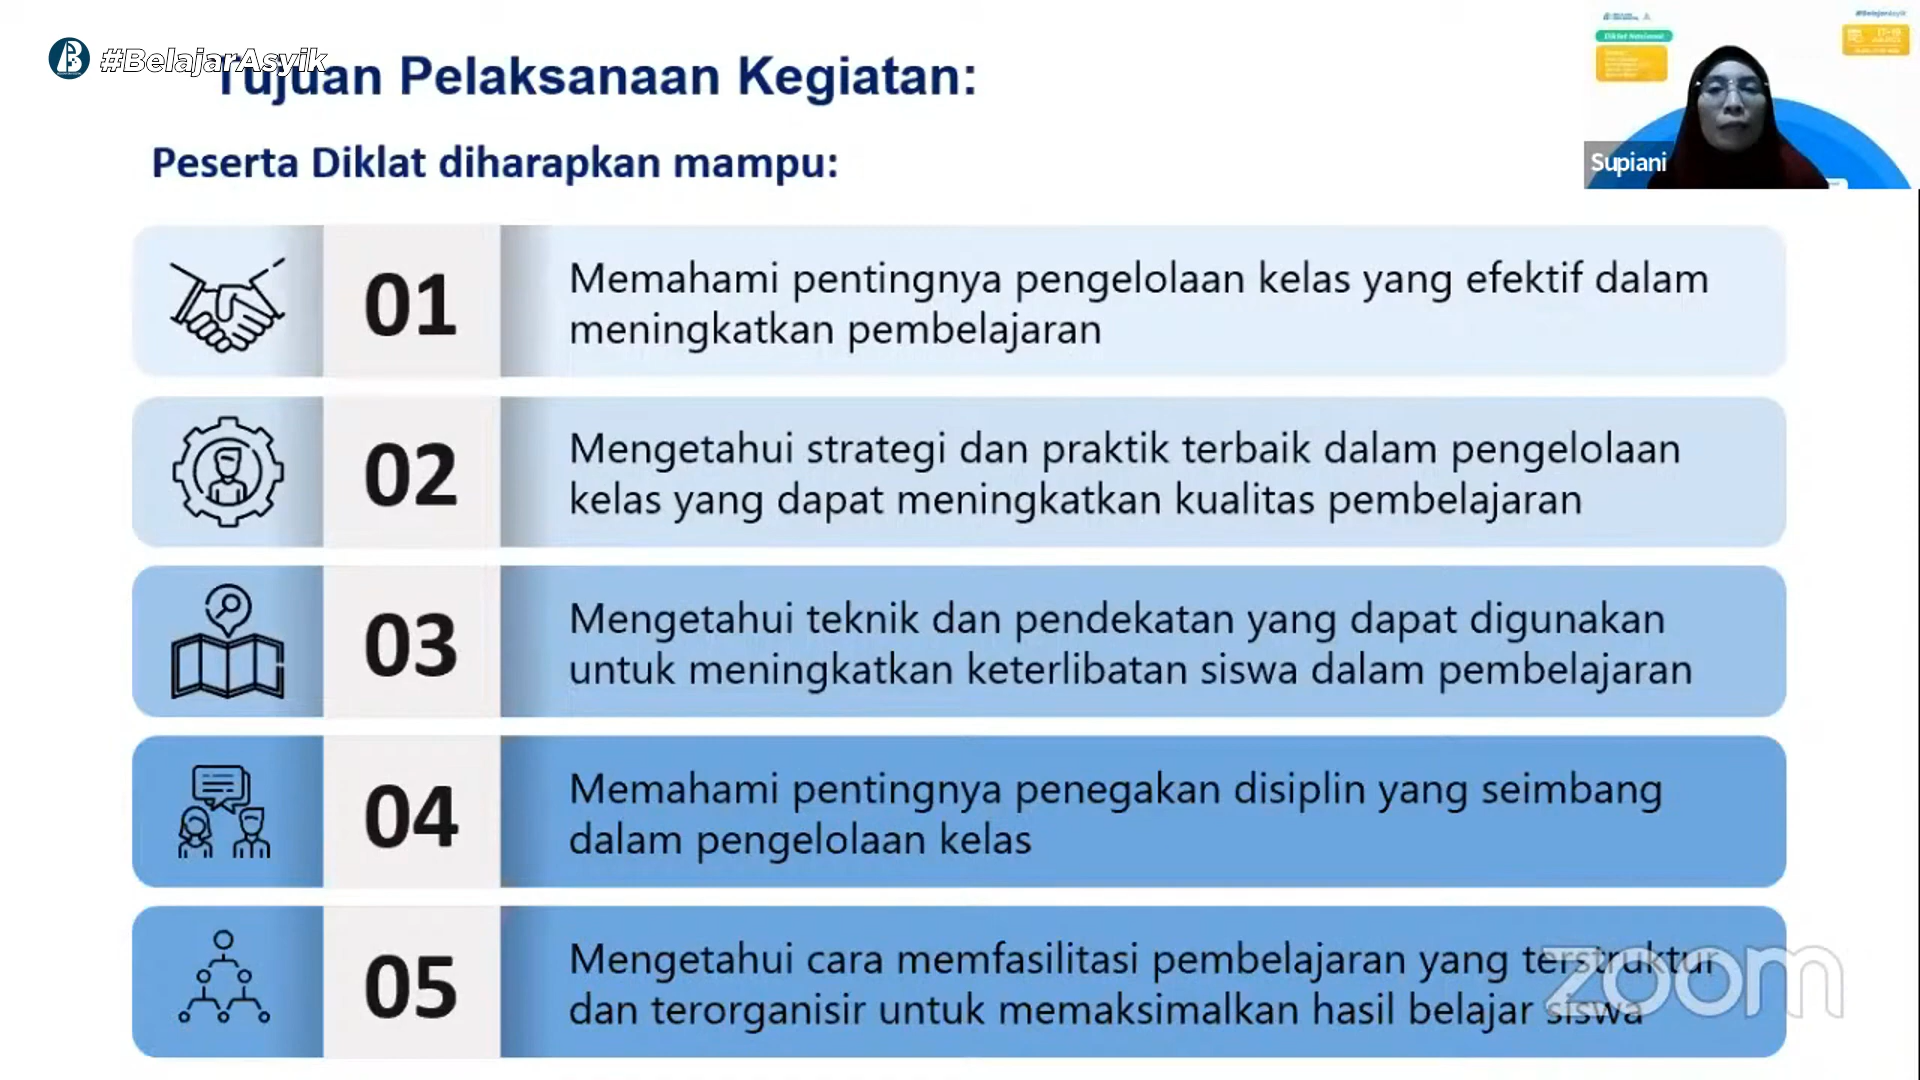 #BelajarAsyik
Tujuan Pelaksanaan Kegiatan:
Peserta Diklat diharapkan mampu:
Supiani
01
Memahami pentingnya pengelolaan kelas yang efektif dalam
meningkatkan pembelajaran
02
Mengetahui strategi dan praktik terbaik dalam pengelolaan
kelas yang dapat meningkatkan kualitas pembelajaran
03
Mengetahui teknik dan pendekatan yang dapat digunakan
untuk meningkatkan keterlibatan siswa dalam pembelajaran
04
Memahami pentingnya penegakan disiplin yang seimbang
dalam pengelolaan kelas
05
Mengetahui cara memfasilitasi pembelajaran yang terstruktur
dan terorganisir untuk memaksimalkan hasil belajar siswa
zoom